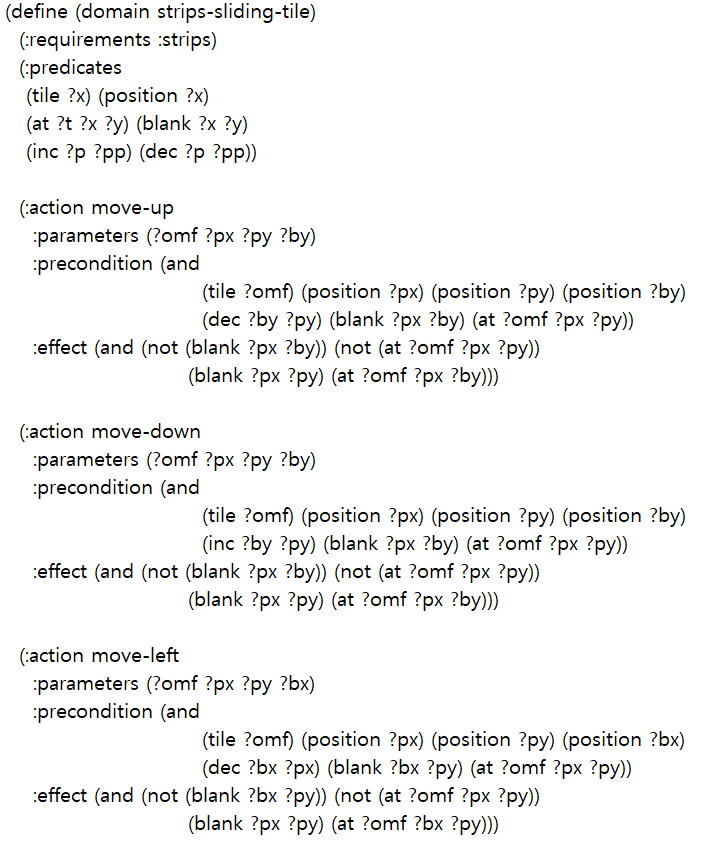 (define (domain strips-sliding-tile)
(:requirements :strips)
(:predicates
(tile ?x) (position ?x)
(at ?t ?x ?y) (blank ?x ?y)
(inc ?p ?pp) (dec ?p ?pp))
(:action move-up
:parameters (?omf ?px ?py ?by)
:precondition (and
(tile ?omf) (position ?px) (position ?py) (position ?by)
(dec ?by ?py) (blank ?px ?by) (at ?omf ?px ?py))
:effect (and (not (blank ?px ?by)) (not (at ?omf ?px ?py))
(blank ?px ?py) (at ?omf ?px ?by)))
(:action move-down
:parameters (?omf ?px ?py ?by)
:precondition (and
(tile ?omf) (position ?px) (position ?py) (position ?by)
(inc ?by ?py) (blank ?px ?by) (at ?omf ?px ?py))
:effect (and (not (blank ?px ?by)) (not (at ?omf ?px ?py))
(blank ?px ?py) (at ?omf ?px ?by)))
(:action move-left
:parameters (?omf ?px ?py ?bx)
:precondition (and
(tile ?omf) (position ?px) (position ?py) (position ?bx)
(dec ?bx ?px) (blank ?bx ?py) (at ?omf ?px ?py))
:effect (and (not (blank ?bx ?py)) (not (at ?omf ?px ?py))
(blank ?px ?py) (at ?omf ?bx ?py)))